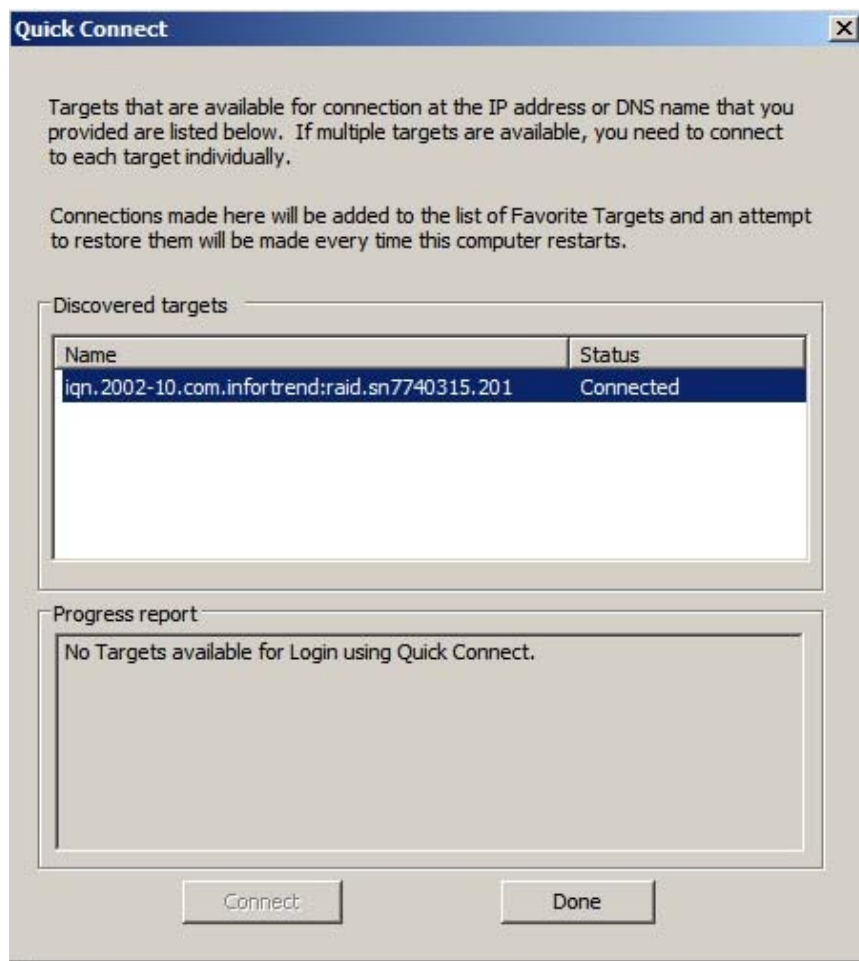 Quick Connect
Targets that are available for connection at the IP address or DNS name that you
provided are listed below.  If multiple targets are available, you need to connect
to each target individually.
Connections made here will be added to the list of Favorite Targets and an attempt
to restore them will be made every time this computer restarts.
Discovered targets
Name Status
iqn.2002-10.com.infortrend:raid.sn7740315.201 Connected
Progress report
No Targets available for Login using Quick Connect.
Connect Done